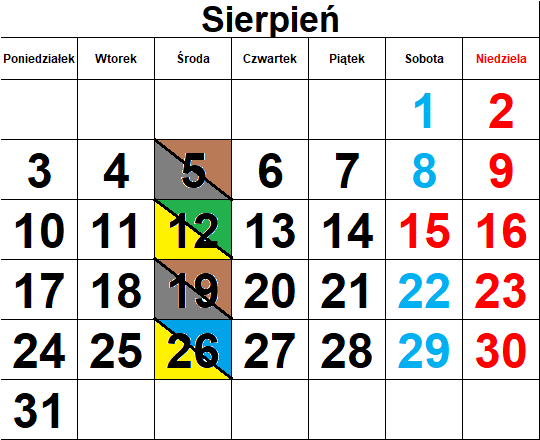 Sierpień
Poniedziałek Wtorek Środa Czwartek Piątek Sobota Niedziela
1 2
3 4 5 6 7 8 9
10 11 12 13 14 15 16
17 18 19 20 21 22 23
24 25 26 27 28 29 30
31